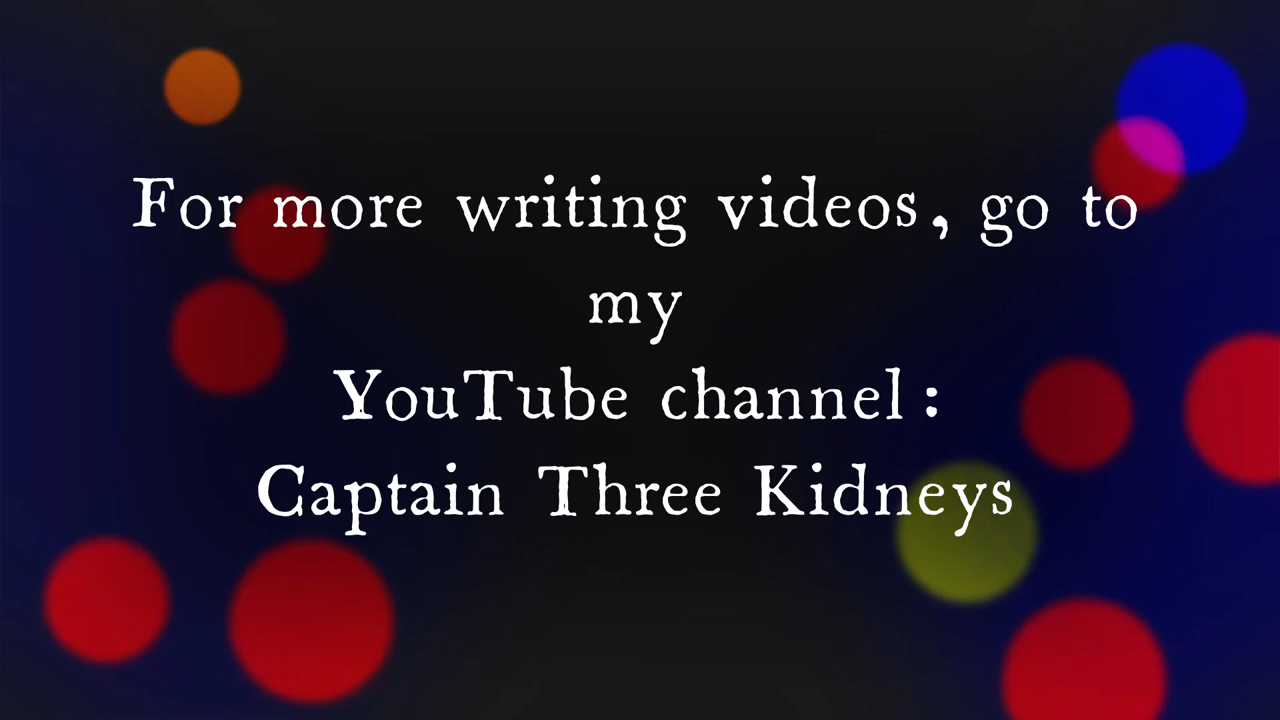 For more writing videos, go to
my
YouTube channel:
Captain Three Kidneys